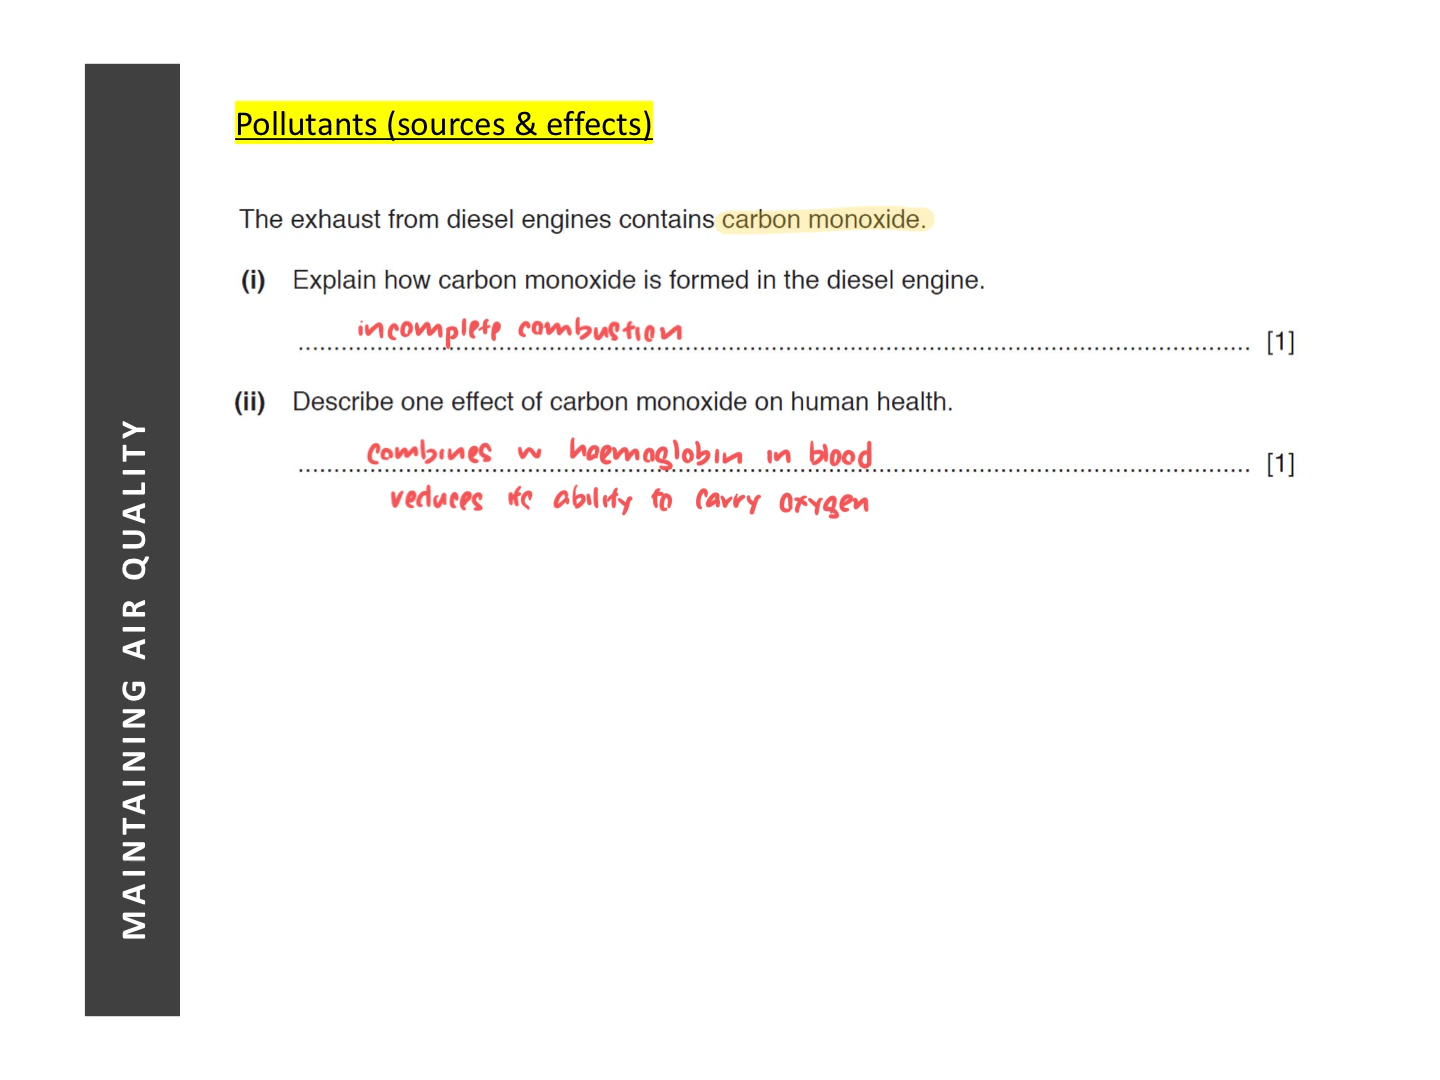 MAINTAINING AIR QUALITY
Pollutants (sources & effects)
The exhaust from diesel engines contains carbon monoxide.
(i) Explain how carbon monoxide is formed in the diesel engine.
incomplete combustion
[1]
(ii) Describe one effect of carbon monoxide on human health.
combines w haemoglobin in blood
[1]
reduces its ability to carry oxygen